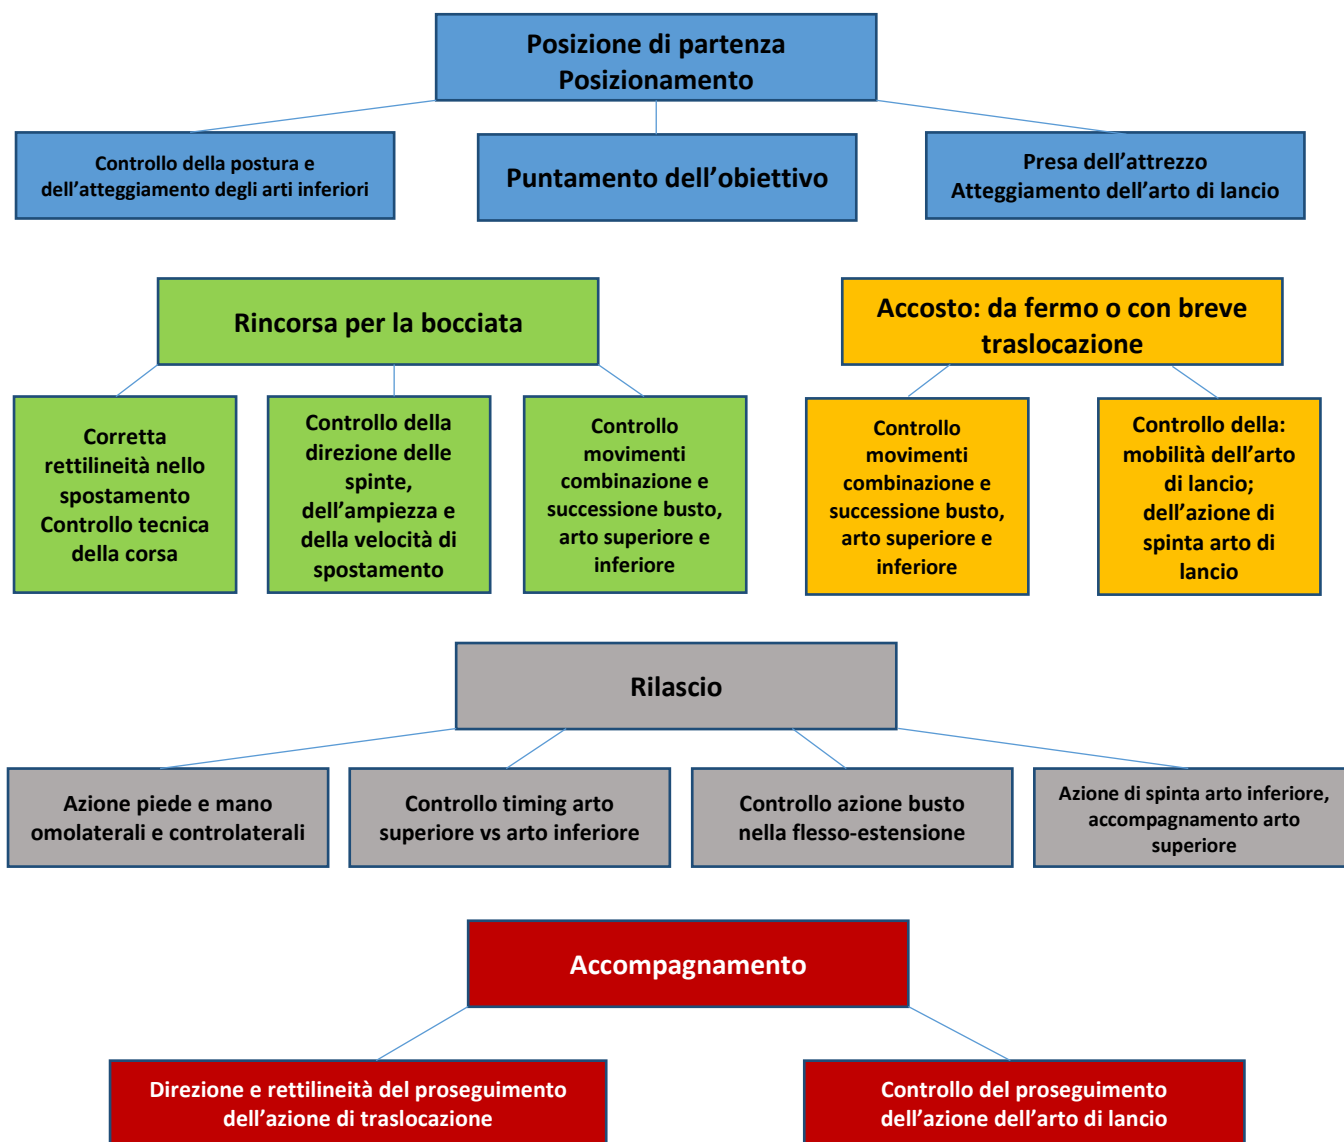 Posizione di partenza
Posizionamento
Controllo della postura e
dell’atteggiamento degli arti inferiori
Puntamento dell’obiettivo
Presa dell’attrezzo
Atteggiamento dell’arto di lancio
Rincorsa per la bocciata
Accosto: da fermo o con breve
traslocazione
Corretta
rettilineità nello
spostamento
Controllo tecnica
della corsa
Controllo della
direzione delle
spinte,
dell’ampiezza e
della velocità di
spostamento
Controllo
movimenti
combinazione e
successione busto,
arto superiore e
inferiore
Controllo
movimenti
combinazione e
successione busto,
arto superiore e
inferiore
Controllo della:
mobilità dell’arto
di lancio;
dell’azione di
spinta arto di
lancio
Rilascio
Azione piede e mano
omolaterali e controlaterali
Controllo timing arto
superiore vs arto inferiore
Controllo azione busto
nella flesso-estensione
Azione di spinta arto inferiore,
accompagnamento arto
superiore
Accompagnamento
Direzione e rettilineità del proseguimento
dell’azione di traslocazione
Controllo del proseguimento
dell’azione dell’arto di lancio